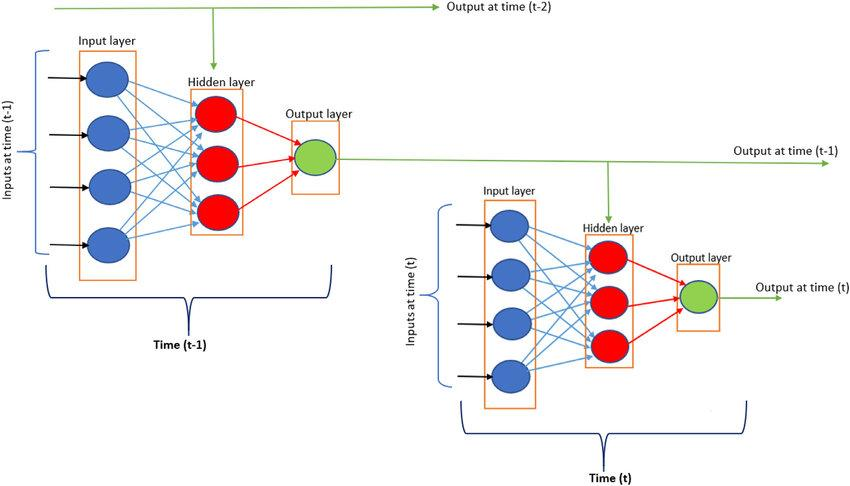 Output at time (t-2)
Input layer
Hidden layer
Output layer
Inputs at time (t-1)
Output at time (t-1)
Time (t-1)
Input layer
Hidden layer
Output layer
Inputs at time (t)
Output at time (t)
Time (t)